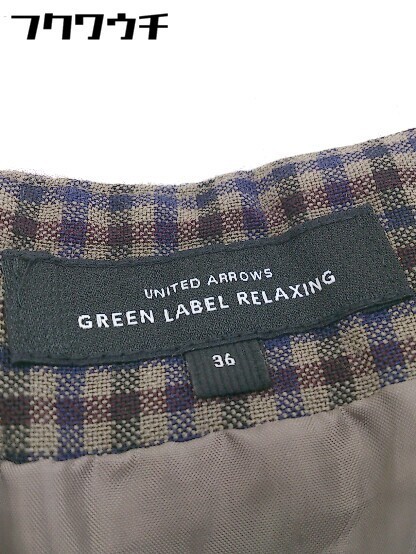 フクワウチ
UNITED ARROWS
GREEN LABEL RELAXING
36